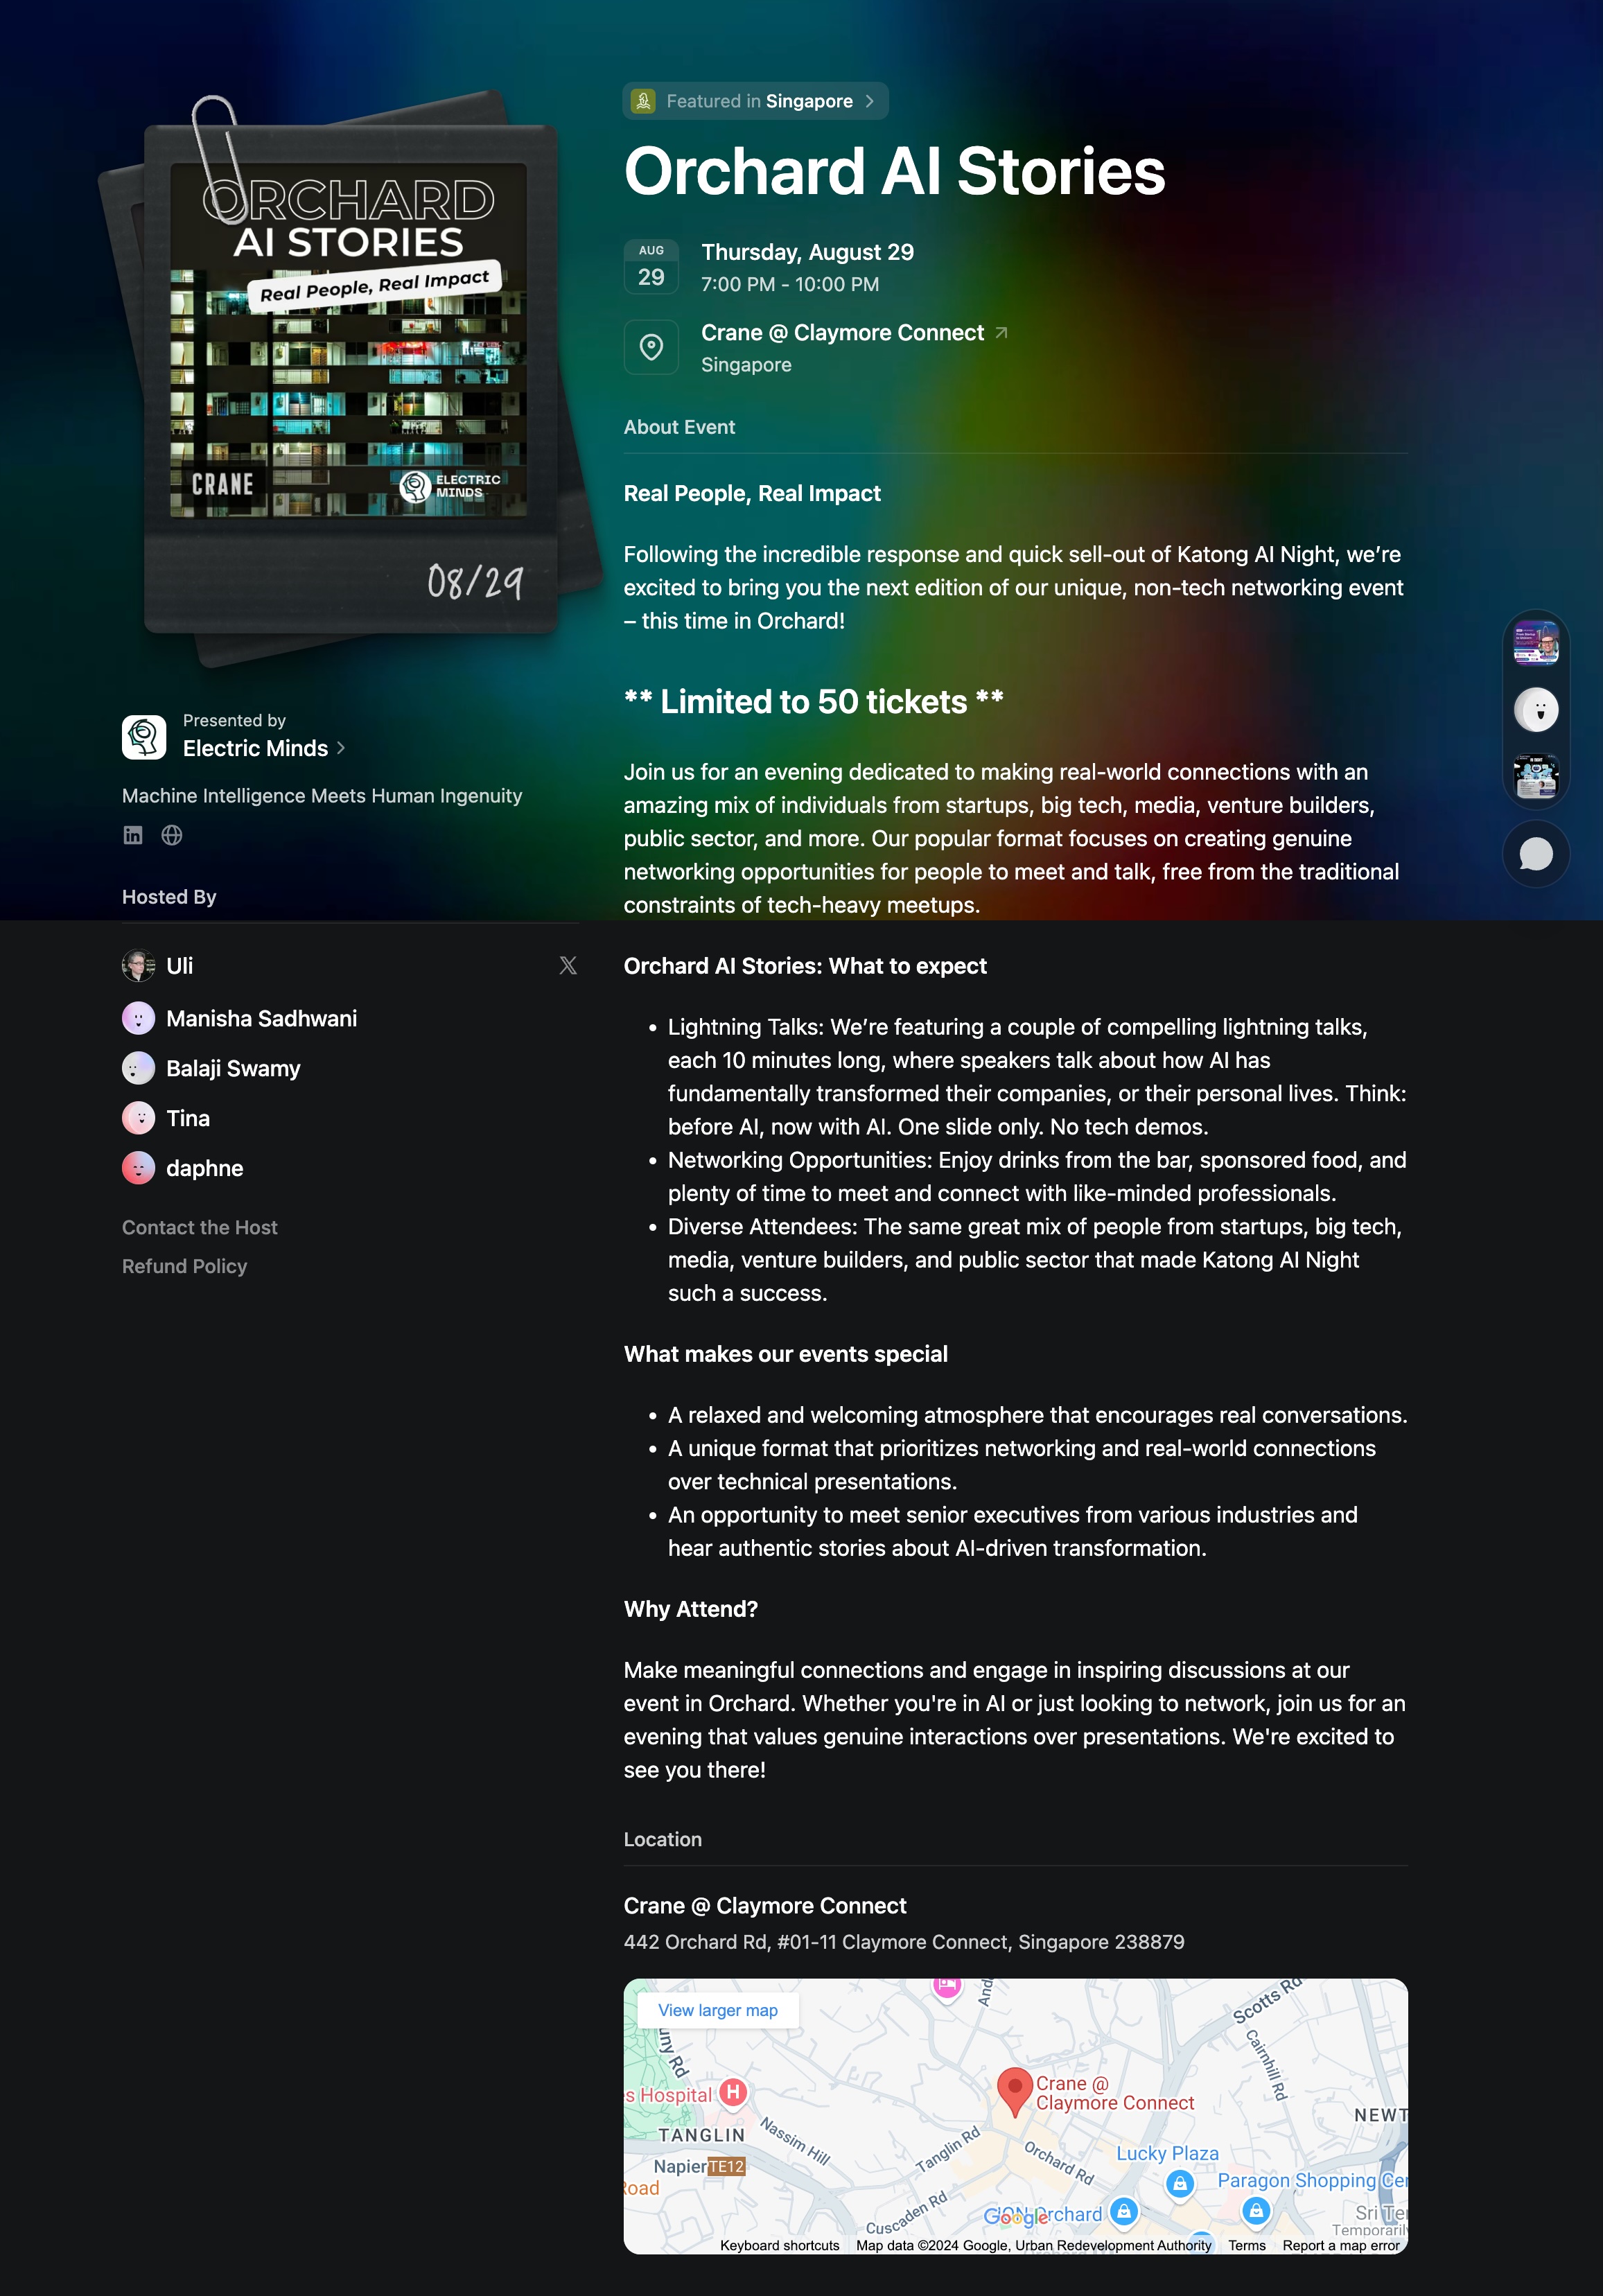 ORCHARD
AI STORIES
Real People, Real Impact
CRANE
ELECTRIC
MINDS
08/29
Presented by
Electric Minds
Machine Intelligence Meets Human Ingenuity
Hosted By
Uli
Manisha Sadhwani
Balaji Swamy
Tina
daphne
Contact the Host
Refund Policy
Featured in Singapore
Orchard AI Stories
AUG
29
Thursday, August 29
7:00 PM - 10:00 PM
Crane @ Claymore Connect
Singapore
About Event
Real People, Real Impact
Following the incredible response and quick sell-out of Katong AI Night, we’re
excited to bring you the next edition of our unique, non-tech networking event
– this time in Orchard!
** Limited to 50 tickets **
Join us for an evening dedicated to making real-world connections with an
amazing mix of individuals from startups, big tech, media, venture builders,
public sector, and more. Our popular format focuses on creating genuine
networking opportunities for people to meet and talk, free from the traditional
constraints of tech-heavy meetups.
Orchard AI Stories: What to expect
• Lightning Talks: We’re featuring a couple of compelling lightning talks,
each 10 minutes long, where speakers talk about how AI has
fundamentally transformed their companies, or their personal lives. Think:
before AI, now with AI. One slide only. No tech demos.
• Networking Opportunities: Enjoy drinks from the bar, sponsored food, and
plenty of time to meet and connect with like-minded professionals.
• Diverse Attendees: The same great mix of people from startups, big tech,
media, venture builders, and public sector that made Katong AI Night
such a success.
What makes our events special
• A relaxed and welcoming atmosphere that encourages real conversations.
• A unique format that prioritizes networking and real-world connections
over technical presentations.
• An opportunity to meet senior executives from various industries and
hear authentic stories about AI-driven transformation.
Why Attend?
Make meaningful connections and engage in inspiring discussions at our
event in Orchard. Whether you're in AI or just looking to network, join us for an
evening that values genuine interactions over presentations. We're excited to
see you there!
Location
Crane @ Claymore Connect
442 Orchard Rd, #01-11 Claymore Connect, Singapore 238879
View larger map
Scotts Rd
Cairnhill Rd
s Hospital
H
Crane @
Claymore Connect
NEWT
TANGLIN
Nassim Hill
Tanglin Rd
Orchard Rd
Lucky Plaza
Napier
TE12
Road
Paragon Shopping Cer
Cuscaden Rd
ION Orchard
Google
Sri Te
Temporaril
Keyboard shortcuts
Map data ©2024 Google, Urban Redevelopment Authority
Terms
Report a map error